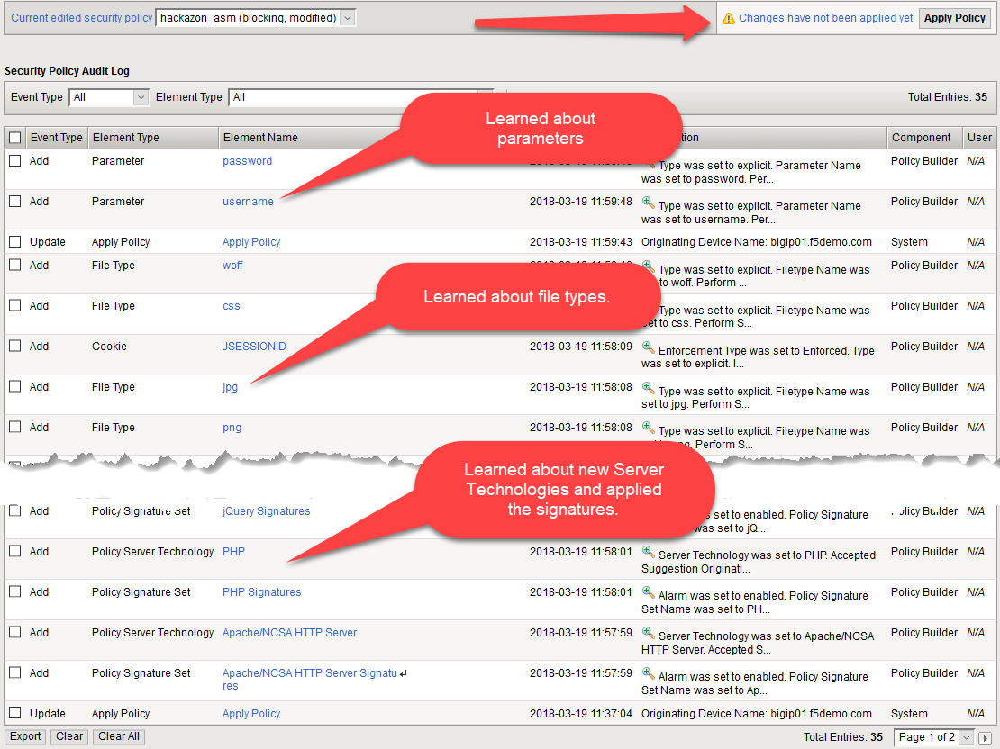 Current edited security policy hackazon_asm (blocking, modified) Changes have not been applied yet Apply Policy
Security Policy Audit Log
Event Type All Element Type All Total Entries: 35
Learned about
parameters
Event Type Element Type Element Name tion Component User
Add Parameter password Type was set to explicit. Parameter Name Policy Builder N/A
was set to password. Per...
Add Parameter username 2018-03-19 11:59:48 Type was set to explicit. Parameter Name Policy Builder N/A
was set to username. Per...
Update Apply Policy Apply Policy 2018-03-19 11:59:43 Originating Device Name: bigip01.f5demo.com System N/A
Add File Type woff Type was set to explicit. Filetype Name was Policy Builder N/A
to woff. Perform ...
Learned about file types.
Add File Type css Type was set to explicit. Filetype Name was Policy Builder N/A
set to css. Perform S...
Add Cookie JSESSIONID 2018-03-19 11:58:09 Enforcement Type was set to Enforced. Type Policy Builder N/A
was set to explicit. I...
Add File Type jpg 2018-03-19 11:58:08 Type was set to explicit. Filetype Name was Policy Builder N/A
set to jpg. Perform S...
Add File Type png 2018-03-19 11:58:08 Type was set to explicit. Filetype Name was Policy Builder N/A
Perform S...
Learned about new Server
Technologies and applied
the signatures.
Add Policy Signature Set jQuery Signatures set to enabled. Policy Signature Policy Builder N/A
was set to jQ...
Add Policy Server Technology PHP 2018-03-19 11:58:01 Server Technology was set to PHP. Accepted Policy Builder N/A
Suggestion Originati...
Add Policy Signature Set PHP Signatures 2018-03-19 11:58:01 Alarm was set to enabled. Policy Signature Policy Builder N/A
Set Name was set to PH...
Add Policy Server Technology Apache/NCSA HTTP Server 2018-03-19 11:57:59 Server Technology was set to Apache/NCSA Policy Builder N/A
HTTP Server. Accepted S...
Add Policy Signature Set Apache/NCSA HTTP Server Signatu 2018-03-19 11:57:59 Alarm was set to enabled. Policy Signature Policy Builder N/A
res Set Name was set to Ap...
Update Apply Policy Apply Policy 2018-03-19 11:37:04 Originating Device Name: bigip01.f5demo.com System N/A
Export Clear Clear All Total Entries: 35 Page 1 of 2